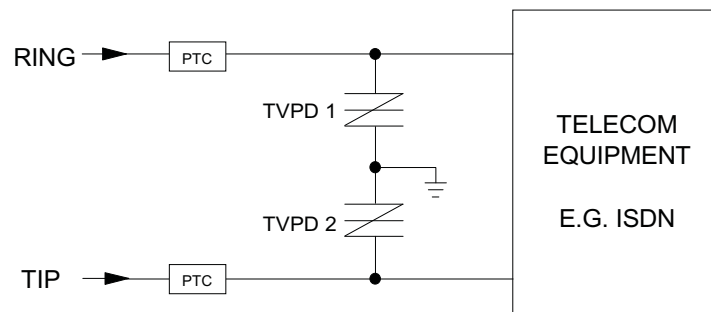 RING
PTC
TVPD 1
TELECOM
EQUIPMENT
E.G. ISDN
TVPD 2
TIP
PTC